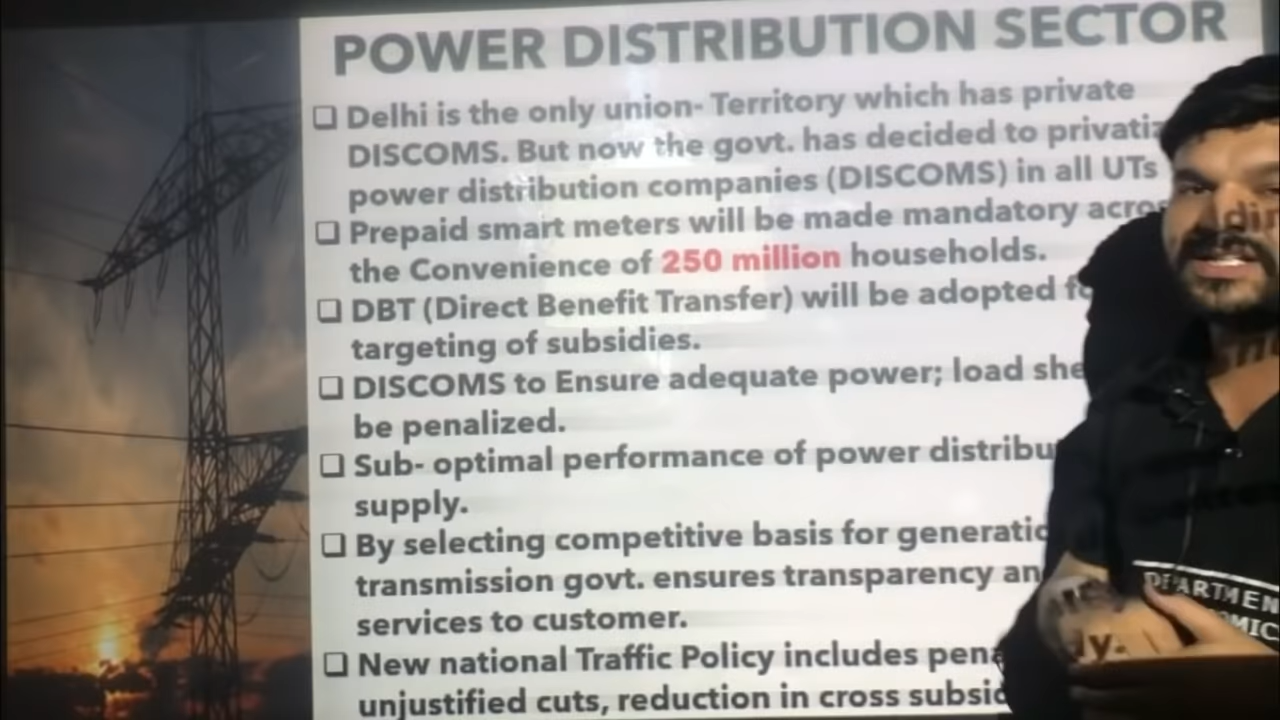 POWER DISTRIBUTION SECTOR
❑ Delhi is the only union- Territory which has private
DISCOMS. But now the govt. has decided to
power distribution companies (DISCOMS) in all UTs
❑ Prepaid smart meters will be made mandatory
the Convenience of 250 million households.
❑ DBT (Direct Benefit Transfer) will be adopted
targeting of subsidies.
❑ DISCOMS to Ensure adequate power; load
be penalized.
❑ Sub- optimal performance of power
supply.
❑ By selecting competitive basis for
transmission govt. ensures transparency
services to customer.
❑ New national Traffic Policy includes
unjustified cuts, reduction in cross